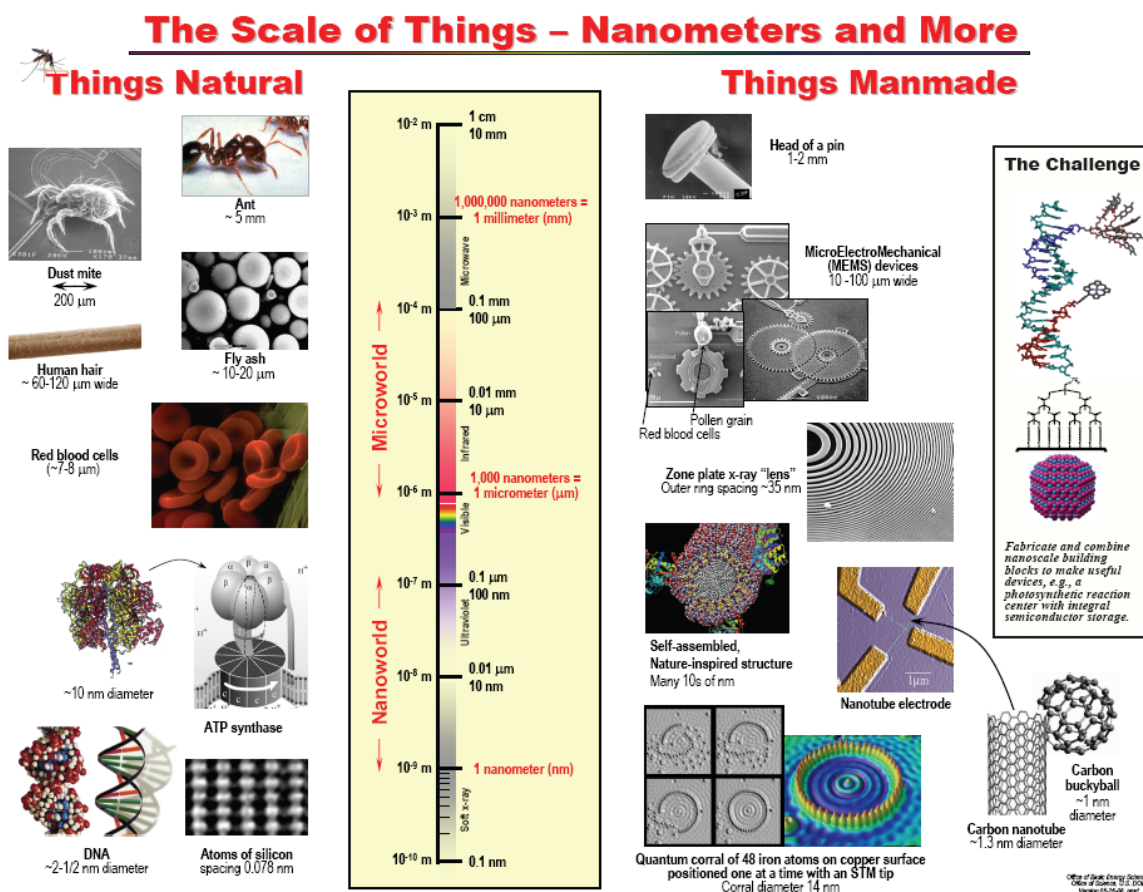 The Scale of Things – Nanometers and More
Things Natural
Things Manmade
Ant
~ 5 mm
Dust mite
200 µm
Human hair
~ 60-120 µm wide
Fly ash
~ 10-20 µm
Red blood cells
(~7-8 µm)
~10 nm diameter
ATP synthase
DNA
~2-1/2 nm diameter
Atoms of silicon
spacing 0.078 nm
10⁻² m
1 cm
10 mm
1,000,000 nanometers =
10⁻³ m
1 millimeter (mm)
Microwave
10⁻⁴ m
0.1 mm
100 µm
Microworld
10⁻⁵ m
0.01 mm
10 µm
Infrared
1,000 nanometers =
10⁻⁶ m
1 micrometer (µm)
Visible
10⁻⁷ m
0.1 µm
100 nm
Nanoworld
Ultraviolet
10⁻⁸ m
0.01 µm
10 nm
10⁻⁹ m
1 nanometer (nm)
Soft x-ray
10⁻¹⁰ m
0.1 nm
Head of a pin
1-2 mm
MicroElectroMechanical
(MEMS) devices
10 -100 µm wide
Pollen grain
Red blood cells
Zone plate x-ray “lens”
Outer ring spacing ~35 nm
Self-assembled,
Nature-inspired structure
Many 10s of nm
1µm
Nanotube electrode
Quantum corral of 48 iron atoms on copper surface
positioned one at a time with an STM tip
Corral diameter 14 nm
Carbon nanotube
~1.3 nm diameter
Carbon
buckyball
~1 nm
diameter
The Challenge
Fabricate and combine
nanoscale building
blocks to make useful
devices, e.g., a
photosynthetic reaction
center with integral
semiconductor storage.